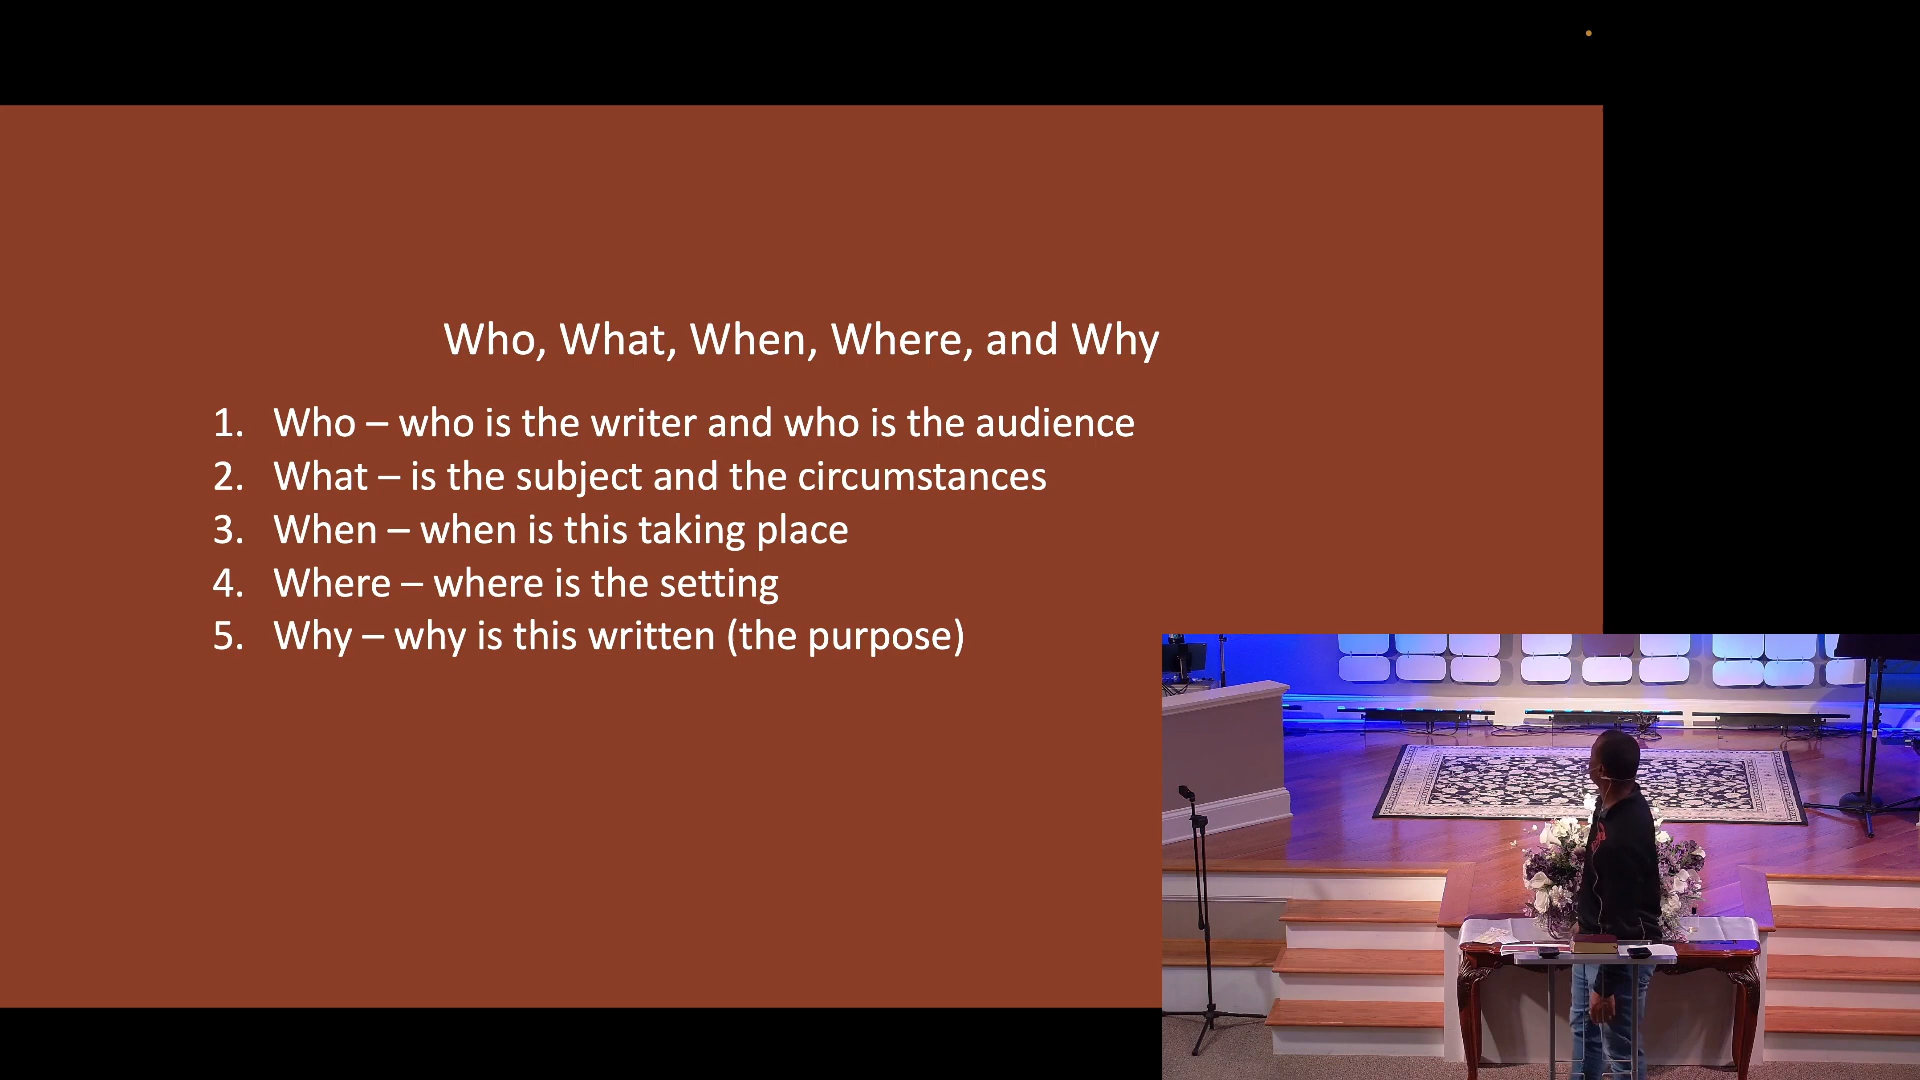 Who, What, When, Where, and Why
1. Who – who is the writer and who is the audience
2. What – is the subject and the circumstances
3. When – when is this taking place
4. Where – where is the setting
5. Why – why is this written (the purpose)